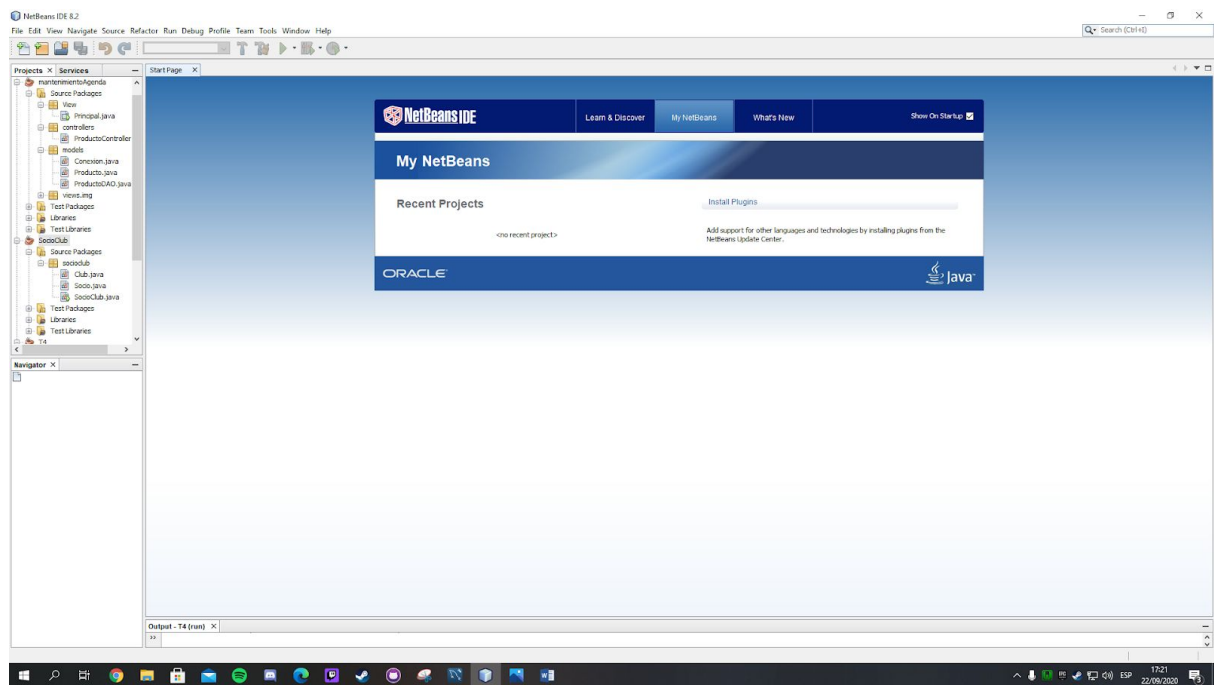 NetBeans IDE 8.2
File Edit View Navigate Source Refactor Run Debug Profile Team Tools Window Help
Search (Ctrl+I)
Projects Services
Start Page
mantenimientoAgenda
Source Packages
View
Principal.java
controllers
ProductoController
models
Conexion.java
Producto.java
ProductoDAO.java
views.img
Test Packages
Libraries
Test Libraries
SocioClub
Source Packages
socioclub
Club.java
Socio.java
SocioClub.java
Test Packages
Libraries
Test Libraries
T4
Navigator
NetBeans IDE
Learn & Discover
My NetBeans
What's New
Show On Startup
My NetBeans
Recent Projects
<no recent project>
Install Plugins
Add support for other languages and technologies by installing plugins from the
NetBeans Update Center.
ORACLE
Java
Output - T4 (run)
ESP
17:21
22/09/2020